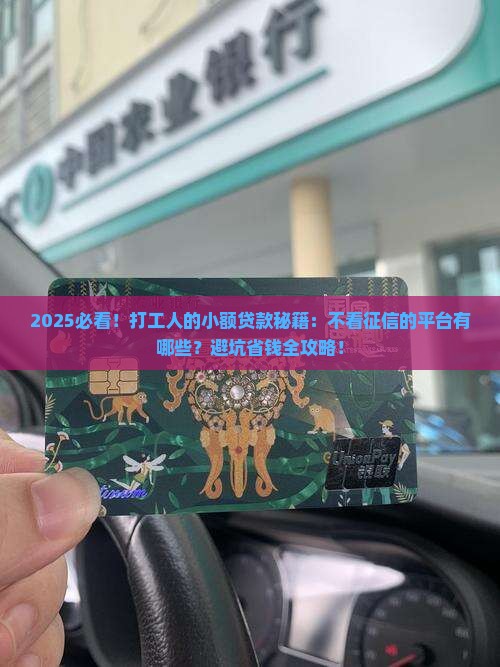 中国农业银行
2025必看！打工人的小额贷款秘籍：不看征信的平台有
哪些？避坑省钱全攻略！
UnionPay
银联